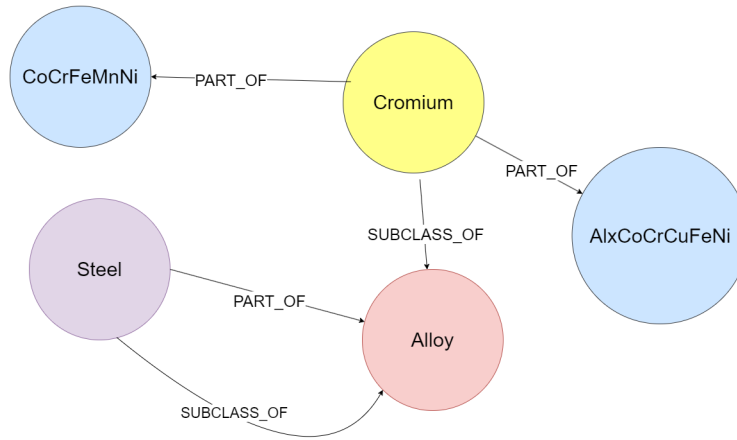 CoCrFeMnNi
PART_OF
Cromium
PART_OF
AlxCoCrCuFeNi
SUBCLASS_OF
Steel
PART_OF
Alloy
SUBCLASS_OF